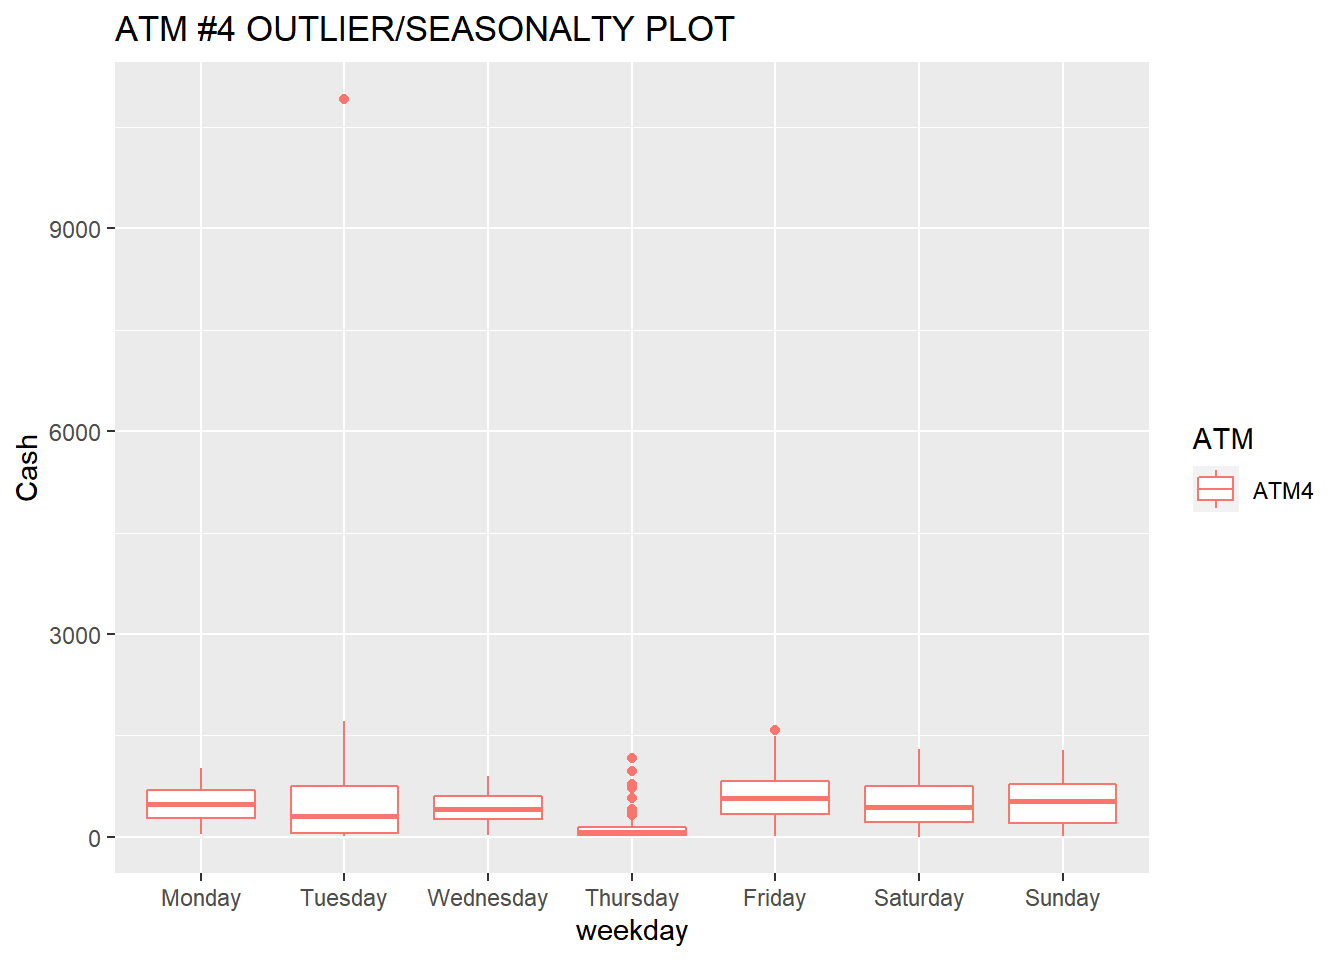 ATM #4 OUTLIER/SEASONALTY PLOT
9000
6000
3000
0
Cash
Monday Tuesday Wednesday Thursday Friday Saturday Sunday
weekday
ATM
ATM4